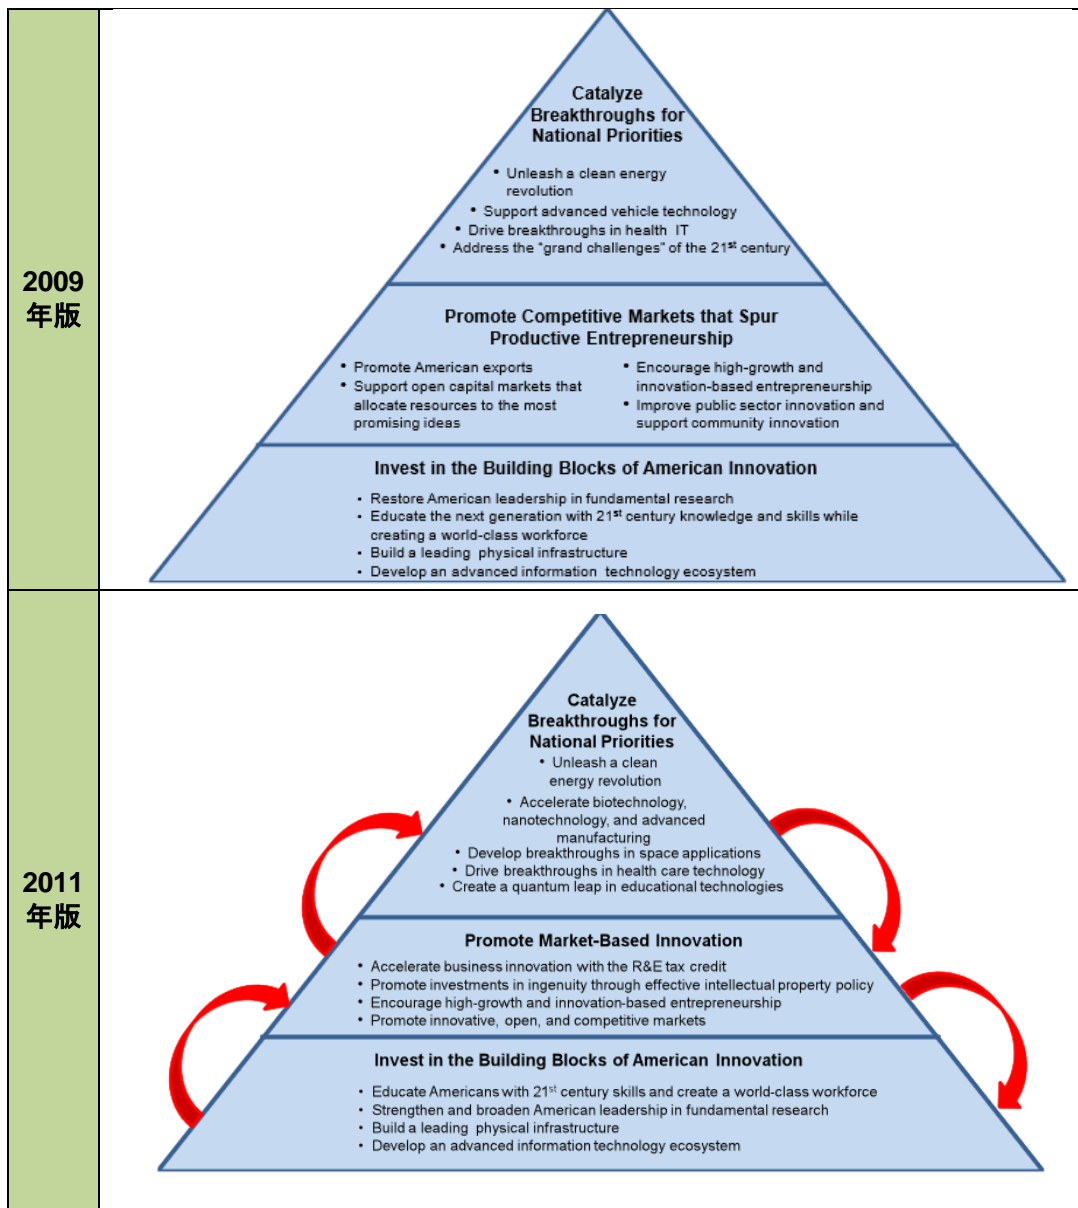 2009
年版
Catalyze
Breakthroughs for
National Priorities
• Unleash a clean energy
revolution
• Support advanced vehicle technology
• Drive breakthroughs in health IT
• Address the "grand challenges" of the 21st century
Promote Competitive Markets that Spur
Productive Entrepreneurship
• Promote American exports
• Support open capital markets that
allocate resources to the most
promising ideas
• Encourage high-growth and
innovation-based entrepreneurship
• Improve public sector innovation and
support community innovation
Invest in the Building Blocks of American Innovation
• Restore American leadership in fundamental research
• Educate the next generation with 21st century knowledge and skills while
creating a world-class workforce
• Build a leading physical infrastructure
• Develop an advanced information technology ecosystem
2011
年版
Catalyze
Breakthroughs for
National Priorities
• Unleash a clean
energy revolution
• Accelerate biotechnology,
nanotechnology, and advanced
manufacturing
• Develop breakthroughs in space applications
• Drive breakthroughs in health care technology
• Create a quantum leap in educational technologies
Promote Market-Based Innovation
• Accelerate business innovation with the R&E tax credit
• Promote investments in ingenuity through effective intellectual property policy
• Encourage high-growth and innovation-based entrepreneurship
• Promote innovative, open, and competitive markets
Invest in the Building Blocks of American Innovation
• Educate Americans with 21st century skills and create a world-class workforce
• Strengthen and broaden American leadership in fundamental research
• Build a leading physical infrastructure
• Develop an advanced information technology ecosystem